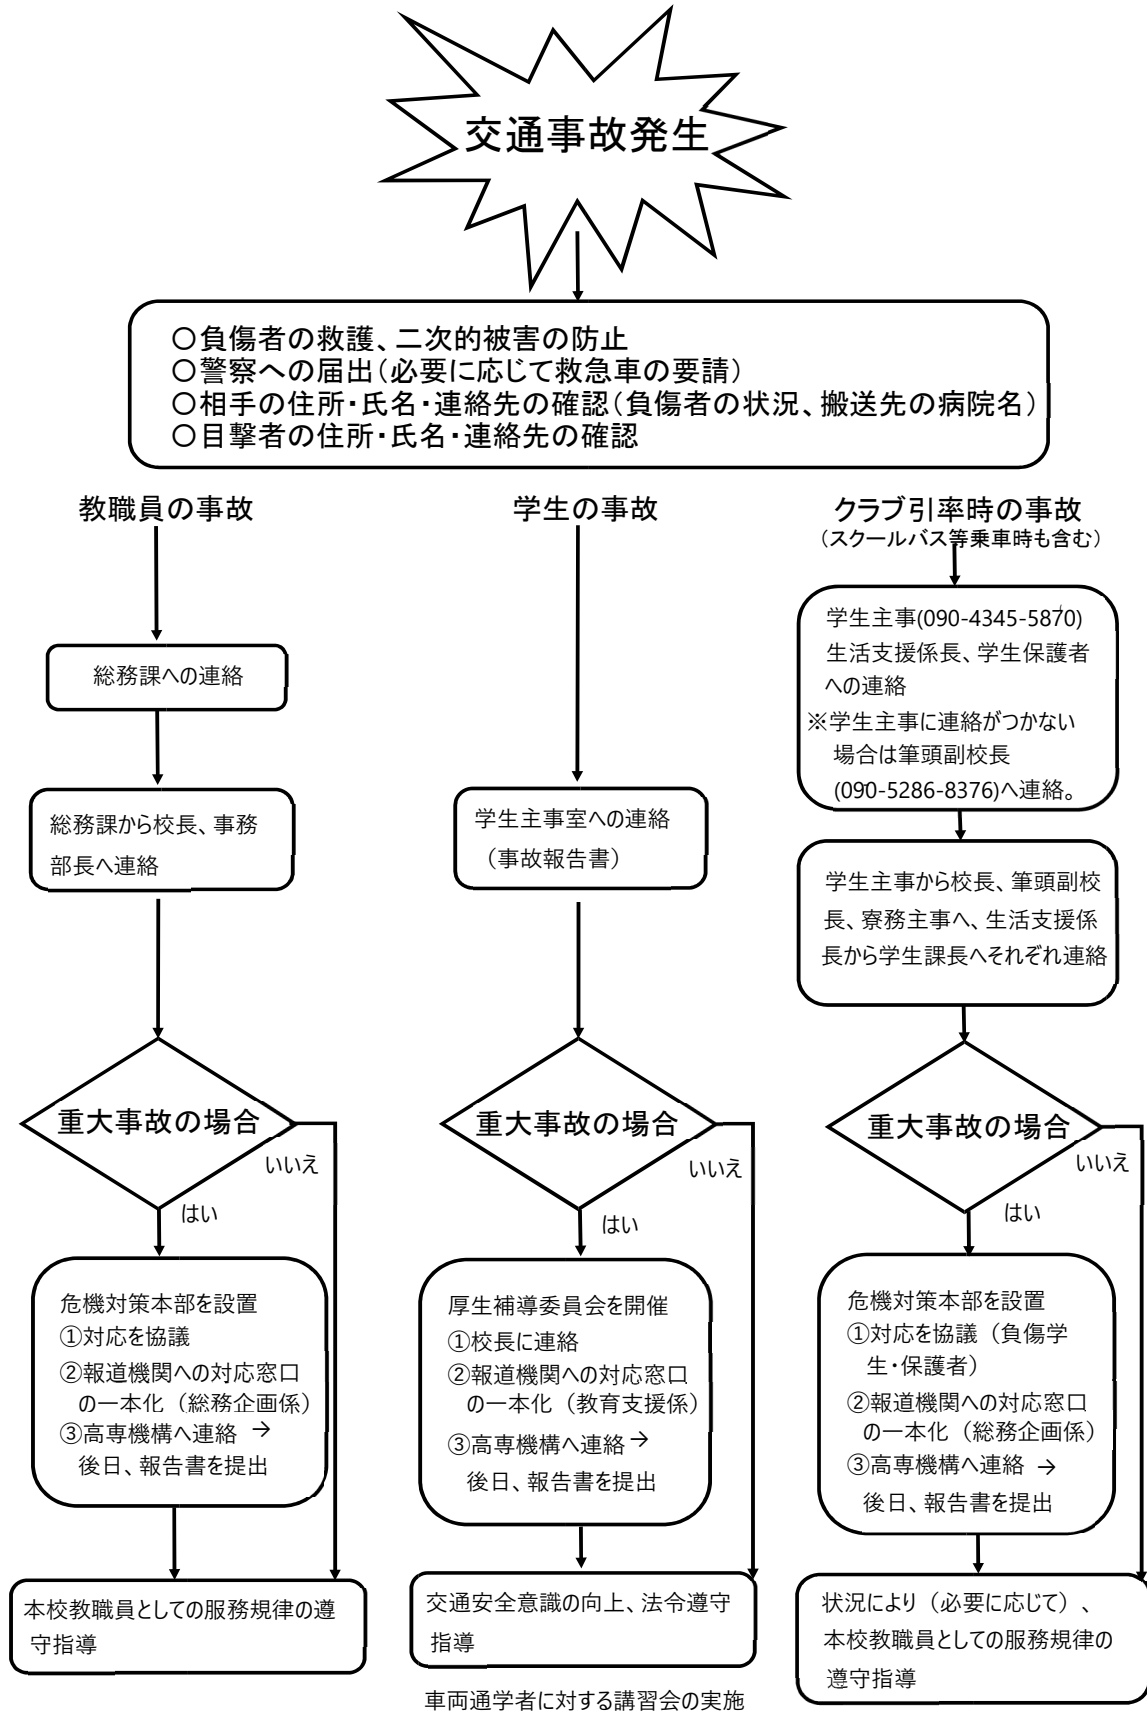 交通事故発生
○負傷者の救護、二次的被害の防止
○警察への届出(必要に応じて救急車の要請)
○相手の住所・氏名・連絡先の確認(負傷者の状況、搬送先の病院名)
○目撃者の住所・氏名・連絡先の確認
教職員の事故
総務課への連絡
総務課から校長、事務
部長へ連絡
重大事故の場合
いいえ
はい
危機対策本部を設置
①対応を協議
②報道機関への対応窓口
の一本化（総務企画係）
③高専機構へ連絡 →
後日、報告書を提出
本校教職員としての服務規律の遵
守指導
学生の事故
学生主事室への連絡
（事故報告書）
重大事故の場合
いいえ
はい
厚生補導委員会を開催
①校長に連絡
②報道機関への対応窓口
の一本化（教育支援係）
③高専機構へ連絡→
後日、報告書を提出
交通安全意識の向上、法令遵守
指導
車両通学者に対する講習会の実施
クラブ引率時の事故
(スクールバス等乗車時も含む)
学生主事(090-4345-5870)
生活支援係長、学生保護者
への連絡
※学生主事に連絡がつかない
場合は筆頭副校長
(090-5286-8376)へ連絡。
学生主事から校長、筆頭副校
長、寮務主事へ、生活支援係
長から学生課長へそれぞれ連絡
重大事故の場合
いいえ
はい
危機対策本部を設置
①対応を協議（負傷学
生・保護者）
②報道機関への対応窓口
の一本化（総務企画係）
③高専機構へ連絡 →
後日、報告書を提出
状況により（必要に応じて）、
本校教職員としての服務規律の
遵守指導